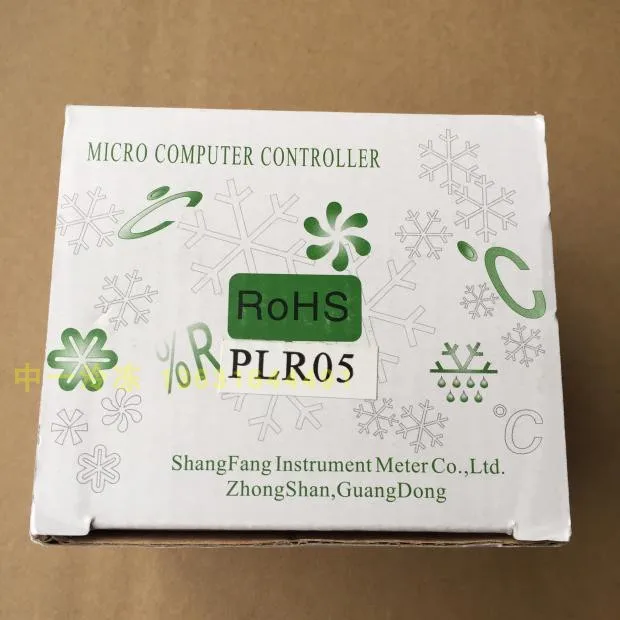 MICRO COMPUTER CONTROLLER
℃
℃
RoHS
%R
PLR05
℃
ShangFang Instrument Meter Co.,Ltd.
ZhongShan,GuangDong